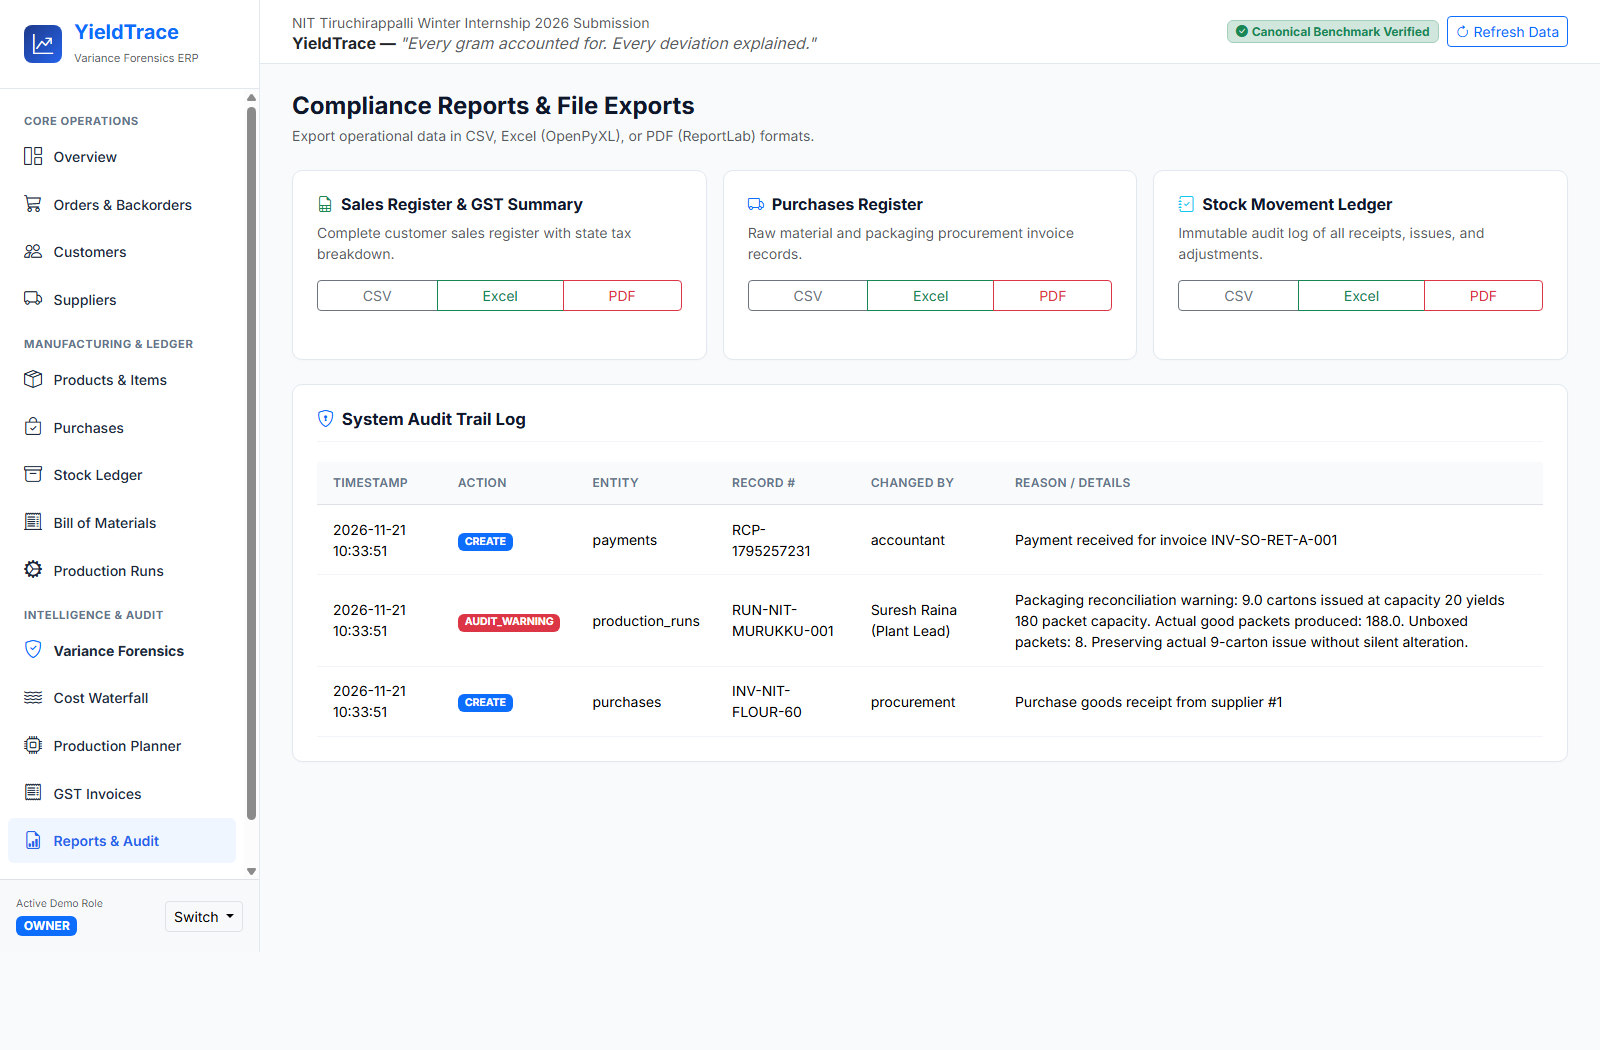 YieldTrace
Variance Forensics ERP
CORE OPERATIONS
Overview
Orders & Backorders
Customers
Suppliers
MANUFACTURING & LEDGER
Products & Items
Purchases
Stock Ledger
Bill of Materials
Production Runs
INTELLIGENCE & AUDIT
Variance Forensics
Cost Waterfall
Production Planner
GST Invoices
Reports & Audit
Active Demo Role
OWNER
Switch
NIT Tiruchirappalli Winter Internship 2026 Submission
YieldTrace — "Every gram accounted for. Every deviation explained."
Canonical Benchmark Verified
Refresh Data
Compliance Reports & File Exports
Export operational data in CSV, Excel (OpenPyXL), or PDF (ReportLab) formats.
Sales Register & GST Summary
Complete customer sales register with state tax
breakdown.
CSV Excel PDF
Purchases Register
Raw material and packaging procurement invoice
records.
CSV Excel PDF
Stock Movement Ledger
Immutable audit log of all receipts, issues, and
adjustments.
CSV Excel PDF
System Audit Trail Log
TIMESTAMP ACTION ENTITY RECORD # CHANGED BY REASON / DETAILS
2026-11-21
10:33:51
CREATE
payments
RCP-
1795257231
accountant
Payment received for invoice INV-SO-RET-A-001
2026-11-21
10:33:51
AUDIT_WARNING
production_runs
RUN-NIT-
MURUKKU-001
Suresh Raina
(Plant Lead)
Packaging reconciliation warning: 9.0 cartons issued at capacity 20 yields
180 packet capacity. Actual good packets produced: 188.0. Unboxed
packets: 8. Preserving actual 9-carton issue without silent alteration.
2026-11-21
10:33:51
CREATE
purchases
INV-NIT-
FLOUR-60
procurement
Purchase goods receipt from supplier #1